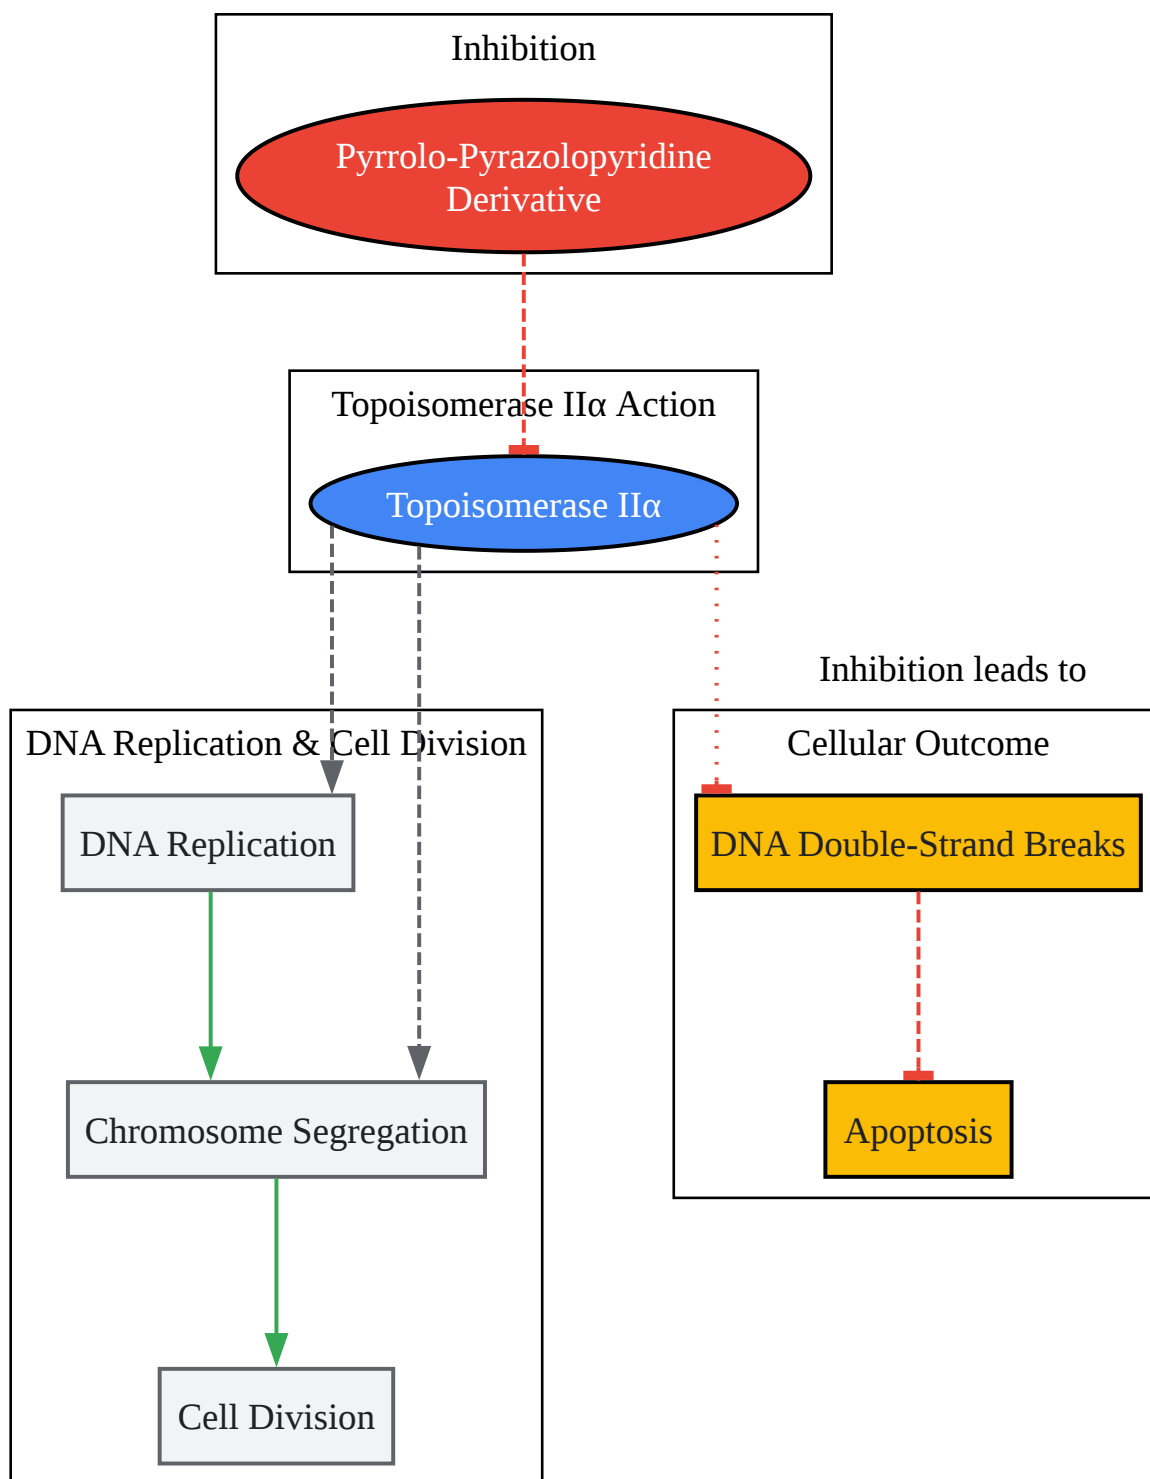 Inhibition
Pyrrolo-Pyrazolopyridine
Derivative
Topoisomerase IIα Action
Topoisomerase IIα
Inhibition leads to
DNA Replication & Cell Division
Cellular Outcome
DNA Replication
DNA Double-Strand Breaks
Chromosome Segregation
Apoptosis
Cell Division